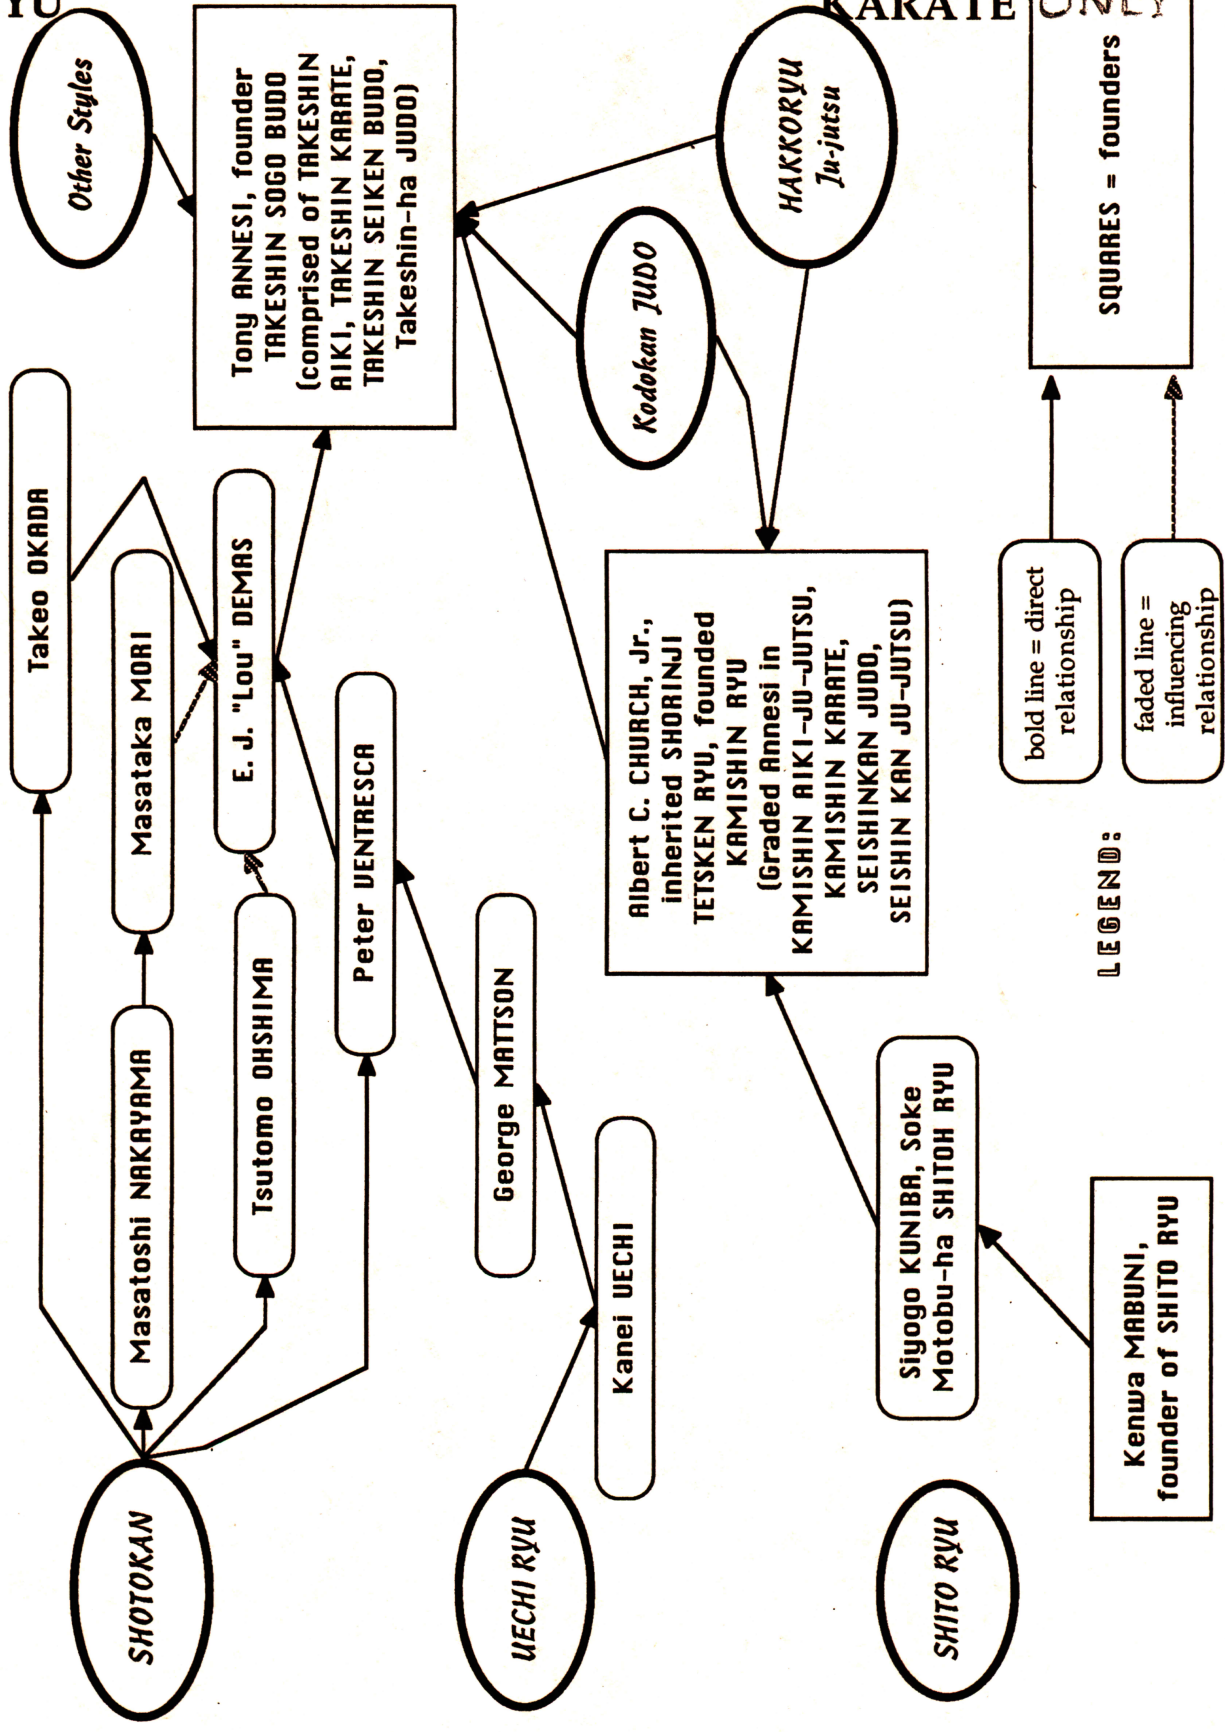 YU
KARATE ONLY
Other Styles
Tony ANNESI, founder
TAKESHIN SOGO BUDO
(comprised of TAKESHIN
AIKI, TAKESHIN KARATE,
TAKESHIN SEIKEN BUDO,
Takeshin-ha JUDO)
HAKKORYU
Ju-jutsu
Kodokan JUDO
SQUARES = founders
Takeo OKADA
Masataka MORI
E. J. "Lou" DEMAS
Peter VENTRESCA
Albert C. CHURCH, Jr.,
inherited SHORINJI
TETSKEN RYU, founded
KAMISHIN RYU
(Graded Annesi in
KAMISHIN AIKI-JU-JUTSU,
KAMISHIN KARATE,
SEISHINKAN JUDO,
SEISHIN KAN JU-JUTSU)
bold line = direct
relationship
faded line =
influencing
relationship
LEGEND:
Masatoshi NAKAYAMA
Tsutomo OHSHIMA
George MATTSON
Kanei UECHI
Siyogo KUNIBA, Soke
Motobu-ha SHITOH RYU
Kenwa MABUNI,
founder of SHITO RYU
SHOTOKAN
UECHI RYU
SHITO RYU